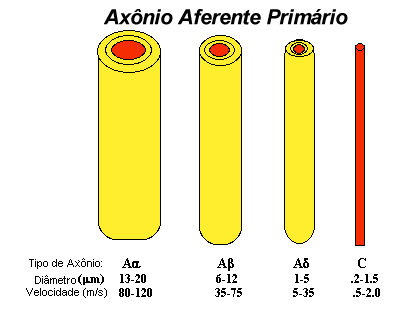 Axônio Aferente Primário
Tipo de Axônio: Aα Aβ Aδ C
Diâmetro (µm) 13-20 6-12 1-5 .2-1.5
Velocidade (m/s) 80-120 35-75 5-35 .5-2.0